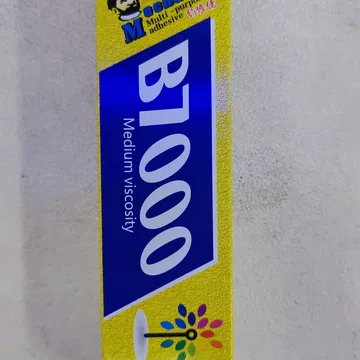 Multi-purpose
adhesive
B7000
Medium viscosity